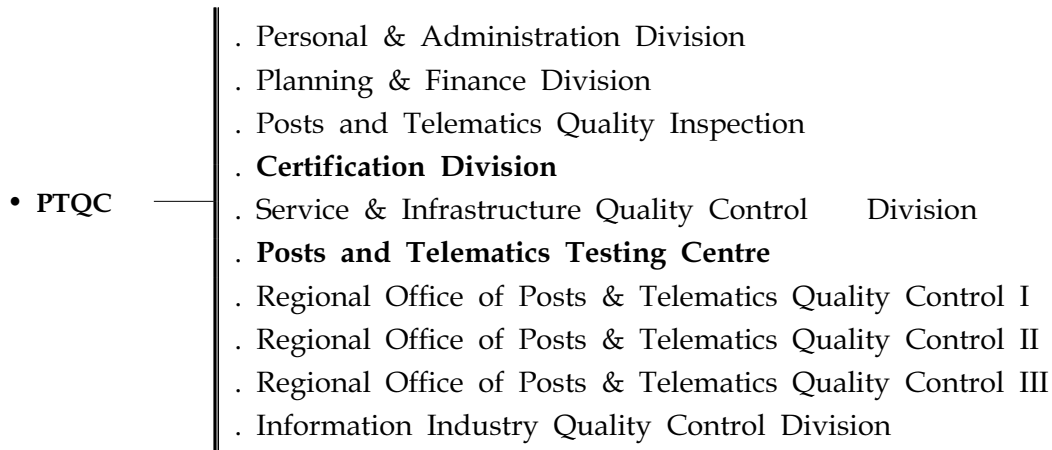 . Personal & Administration Division
. Planning & Finance Division
. Posts and Telematics Quality Inspection
. Certification Division
• PTQC
. Service & Infrastructure Quality Control Division
. Posts and Telematics Testing Centre
. Regional Office of Posts & Telematics Quality Control I
. Regional Office of Posts & Telematics Quality Control II
. Regional Office of Posts & Telematics Quality Control III
. Information Industry Quality Control Division